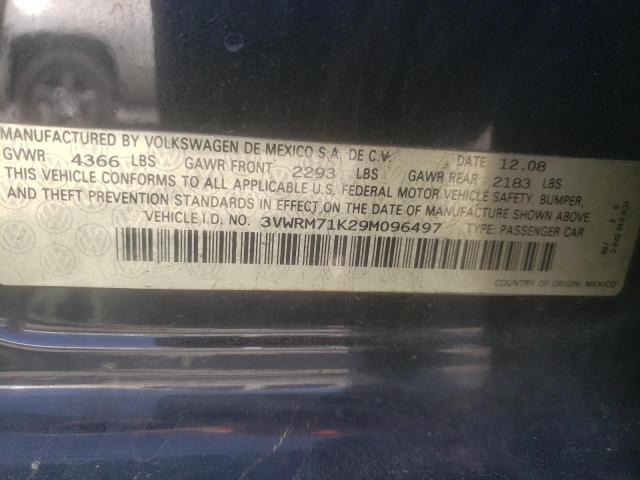 MANUFACTURED BY VOLKSWAGEN DE MEXICO S.A. DE C.V. DATE 12.08
GVWR 4366 LBS GAWR FRONT 2293 LBS GAWR REAR 2183 LBS
THIS VEHICLE CONFORMS TO ALL APPLICABLE U.S. FEDERAL MOTOR VEHICLE SAFETY, BUMPER,
AND THEFT PREVENTION STANDARDS IN EFFECT ON THE DATE OF MANUFACTURE SHOWN ABOVE.
VEHICLE I.D. NO. 3VWRM71K29M096497 TYPE: PASSENGER CAR
COUNTRY OF ORIGIN: MEXICO